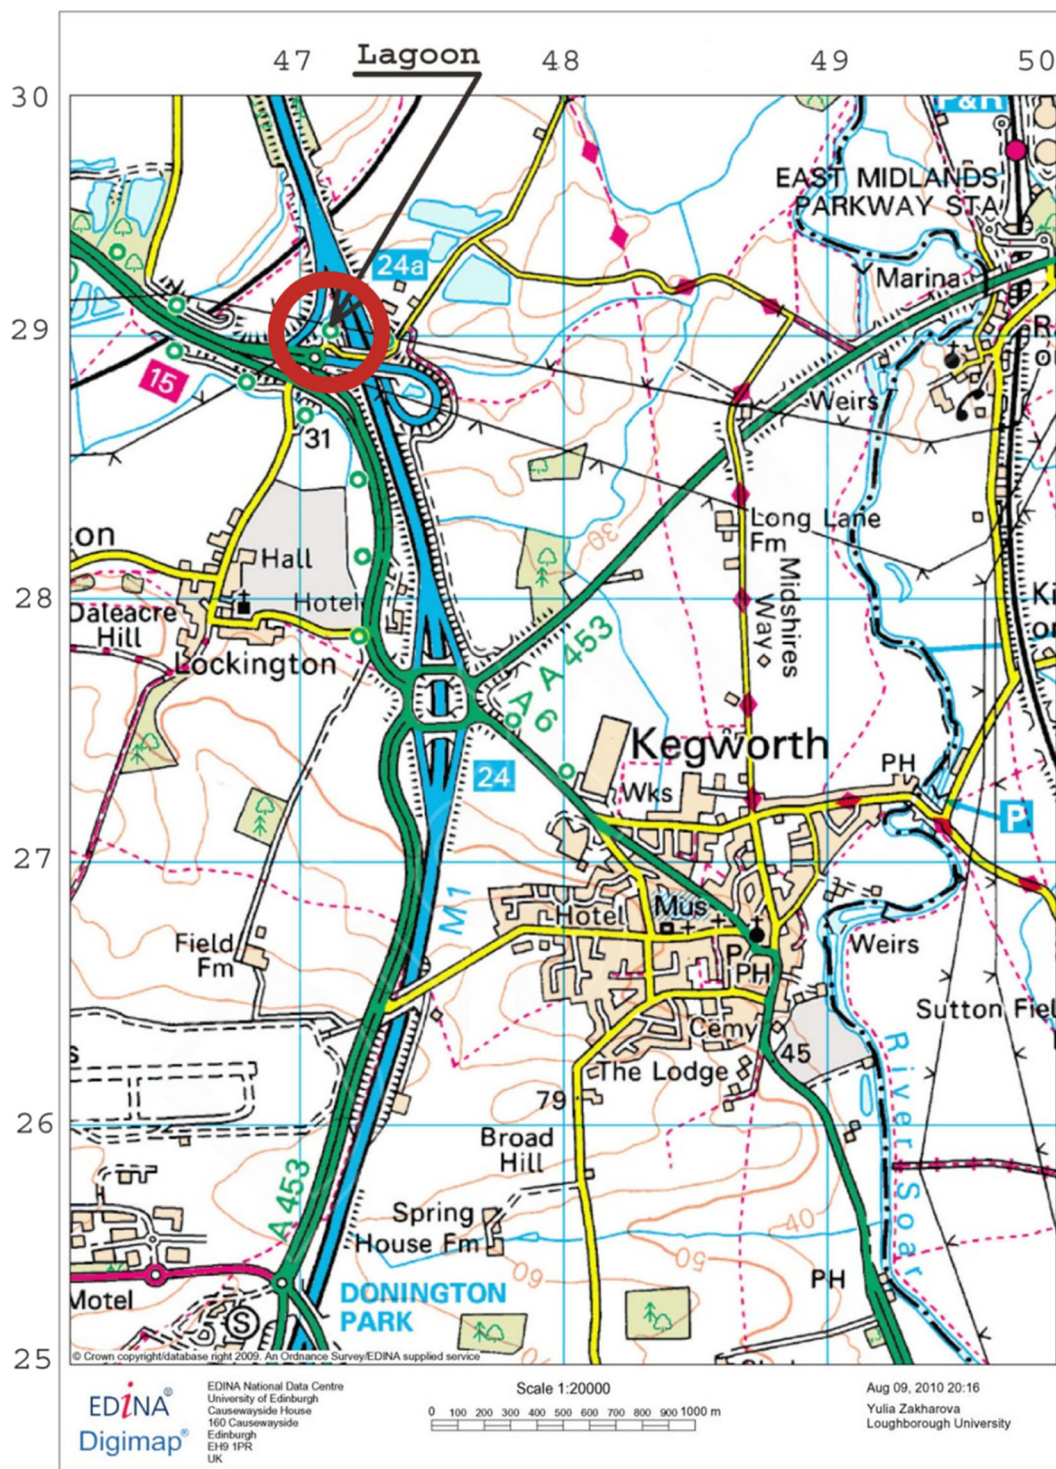 47
Lagoon
48
49
50
30
P&R
EAST MIDLANDS
PARKWAY STA
24a
Marina
29
15
Weirs
31
Long Lane
Fm
Hall
28
Hotel
Midshires
Way
Daleacre
Hill
A 453
Lockington
A 6
Kegworth
PH
24
Wks
P
27
M 1
Hotel
Mus
Field
Fm
Weirs
P
PH
Cemy
45
The Lodge
79
River Soar
26
Broad
Hill
A 453
Spring
House Fm
40
50
60
60
30
PH
Motel
DONINGTON
PARK
S
25
© Crown copyright/database right 2009. An Ordnance Survey/EDINA supplied service
EDINA®
Digimap®
EDINA National Data Centre
University of Edinburgh
Causewayside House
160 Causewayside
Edinburgh
EH9 1PR
UK
Scale 1:20000
0 100 200 300 400 500 600 700 800 900 1000 m
Aug 09, 2010 20:16
Yulia Zakharova
Loughborough University